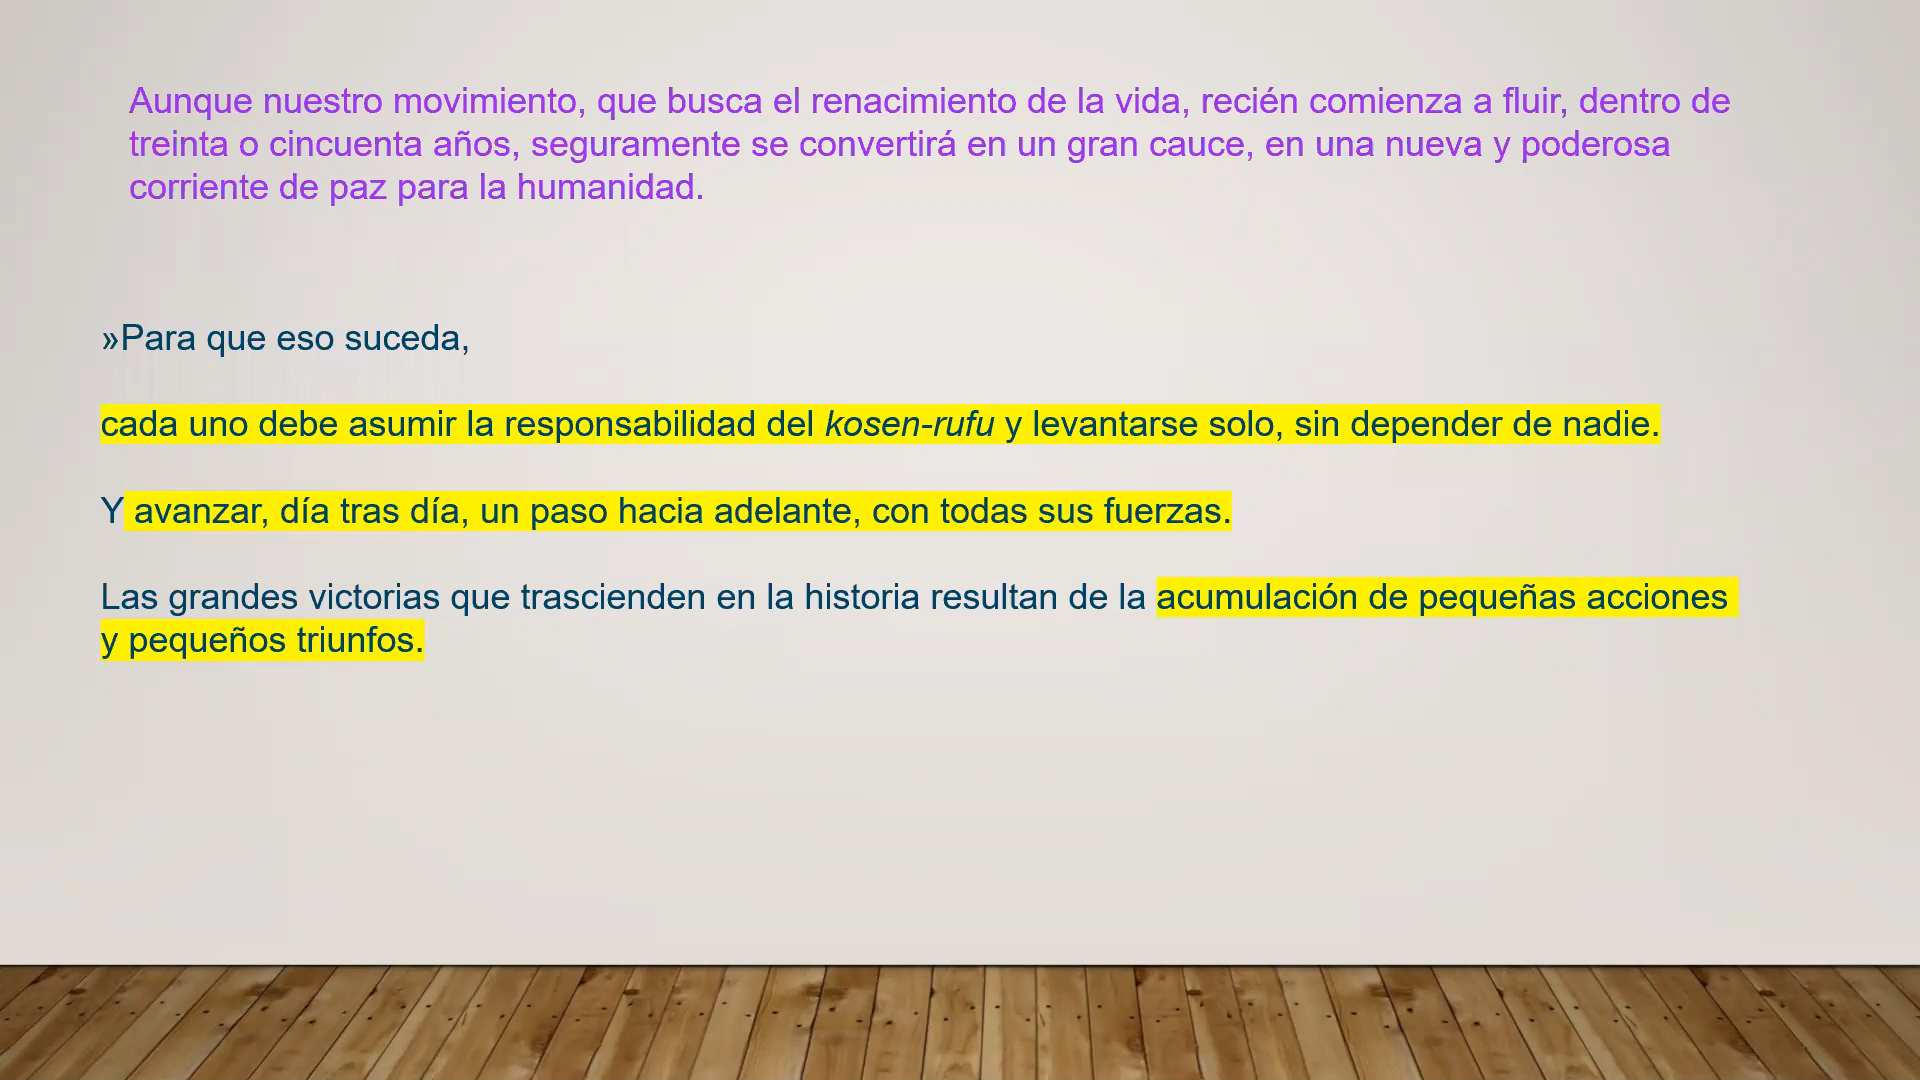 Aunque nuestro movimiento, que busca el renacimiento de la vida, recién comienza a fluir, dentro de
treinta o cincuenta años, seguramente se convertirá en un gran cauce, en una nueva y poderosa
corriente de paz para la humanidad.
»Para que eso suceda,
cada uno debe asumir la responsabilidad del kosen-rufu y levantarse solo, sin depender de nadie.
Y avanzar, día tras día, un paso hacia adelante, con todas sus fuerzas.
Las grandes victorias que trascienden en la historia resultan de la acumulación de pequeñas acciones
y pequeños triunfos.